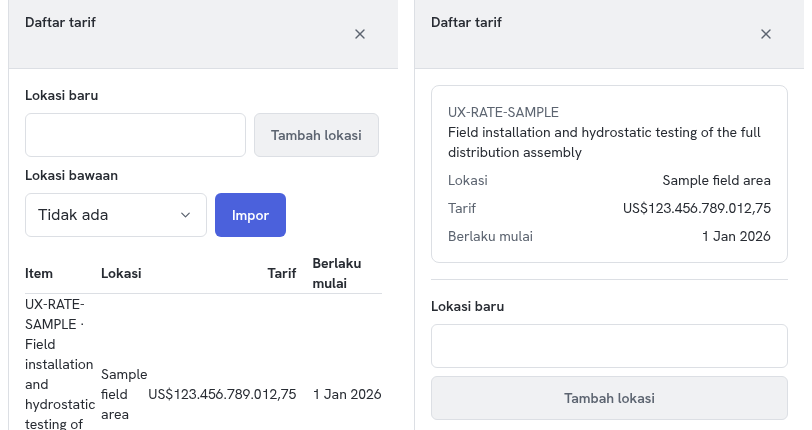 Daftar tarif
Lokasi baru
Tambah lokasi
Lokasi bawaan
Tidak ada
Impor
Item Lokasi Tarif Berlaku mulai
UX-RATE-
SAMPLE ·
Field
installation
and
hydrostatic
testing of
Sample
field
area
US$123.456.789.012,75
1 Jan 2026
Daftar tarif
UX-RATE-SAMPLE
Field installation and hydrostatic testing of the full
distribution assembly
Lokasi Sample field area
Tarif US$123.456.789.012,75
Berlaku mulai 1 Jan 2026
Lokasi baru
Tambah lokasi